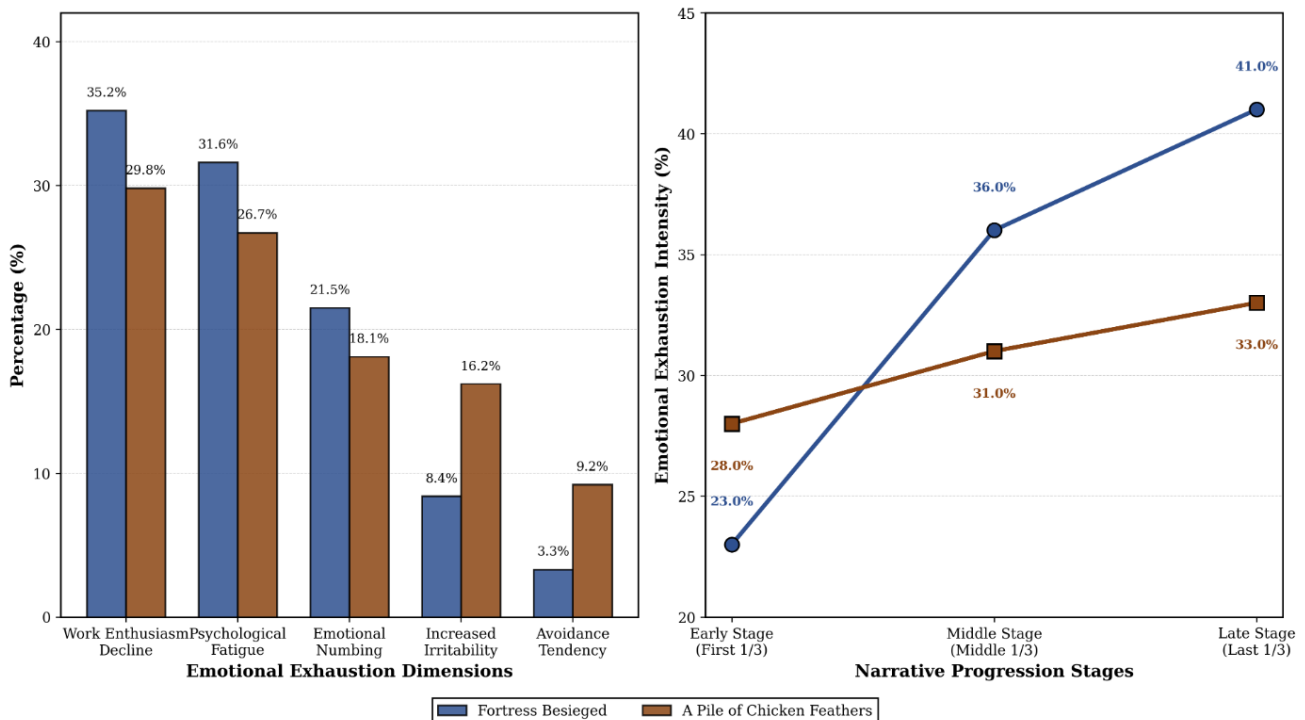 Percentage (%)
40
30
20
10
0
35.2%
29.8%
31.6%
26.7%
21.5%
18.1%
8.4%
16.2%
3.3%
9.2%
Work Enthusiasm
Decline
Psychological
Fatigue
Emotional
Numbing
Increased
Irritability
Avoidance
Tendency
Emotional Exhaustion Dimensions
Emotional Exhaustion Intensity (%)
45
40
35
30
25
20
41.0%
36.0%
33.0%
31.0%
28.0%
23.0%
Early Stage
(First 1/3)
Middle Stage
(Middle 1/3)
Late Stage
(Last 1/3)
Narrative Progression Stages
Fortress Besieged
A Pile of Chicken Feathers